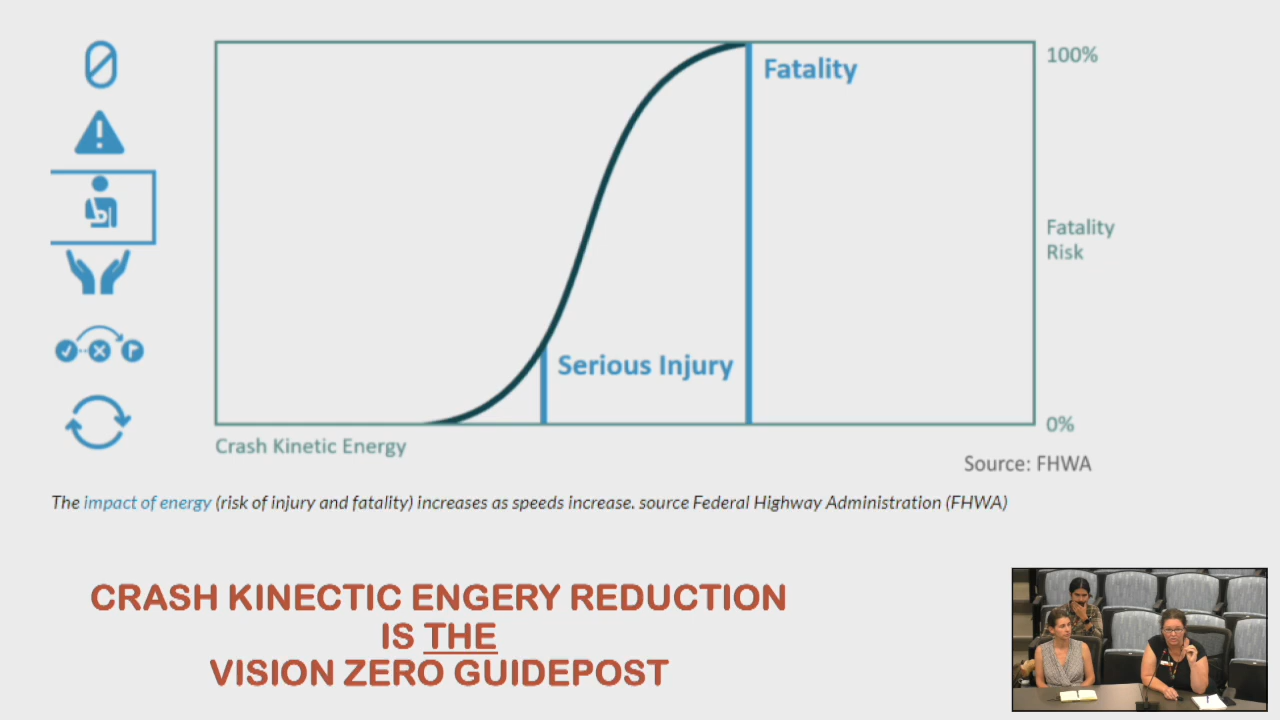 100%
Fatality
Fatality
Risk
Serious Injury
0%
Crash Kinetic Energy
Source: FHWA
The impact of energy (risk of injury and fatality) increases as speeds increase. source Federal Highway Administration (FHWA)
CRASH KINECTIC ENGERY REDUCTION
IS THE
VISION ZERO GUIDEPOST